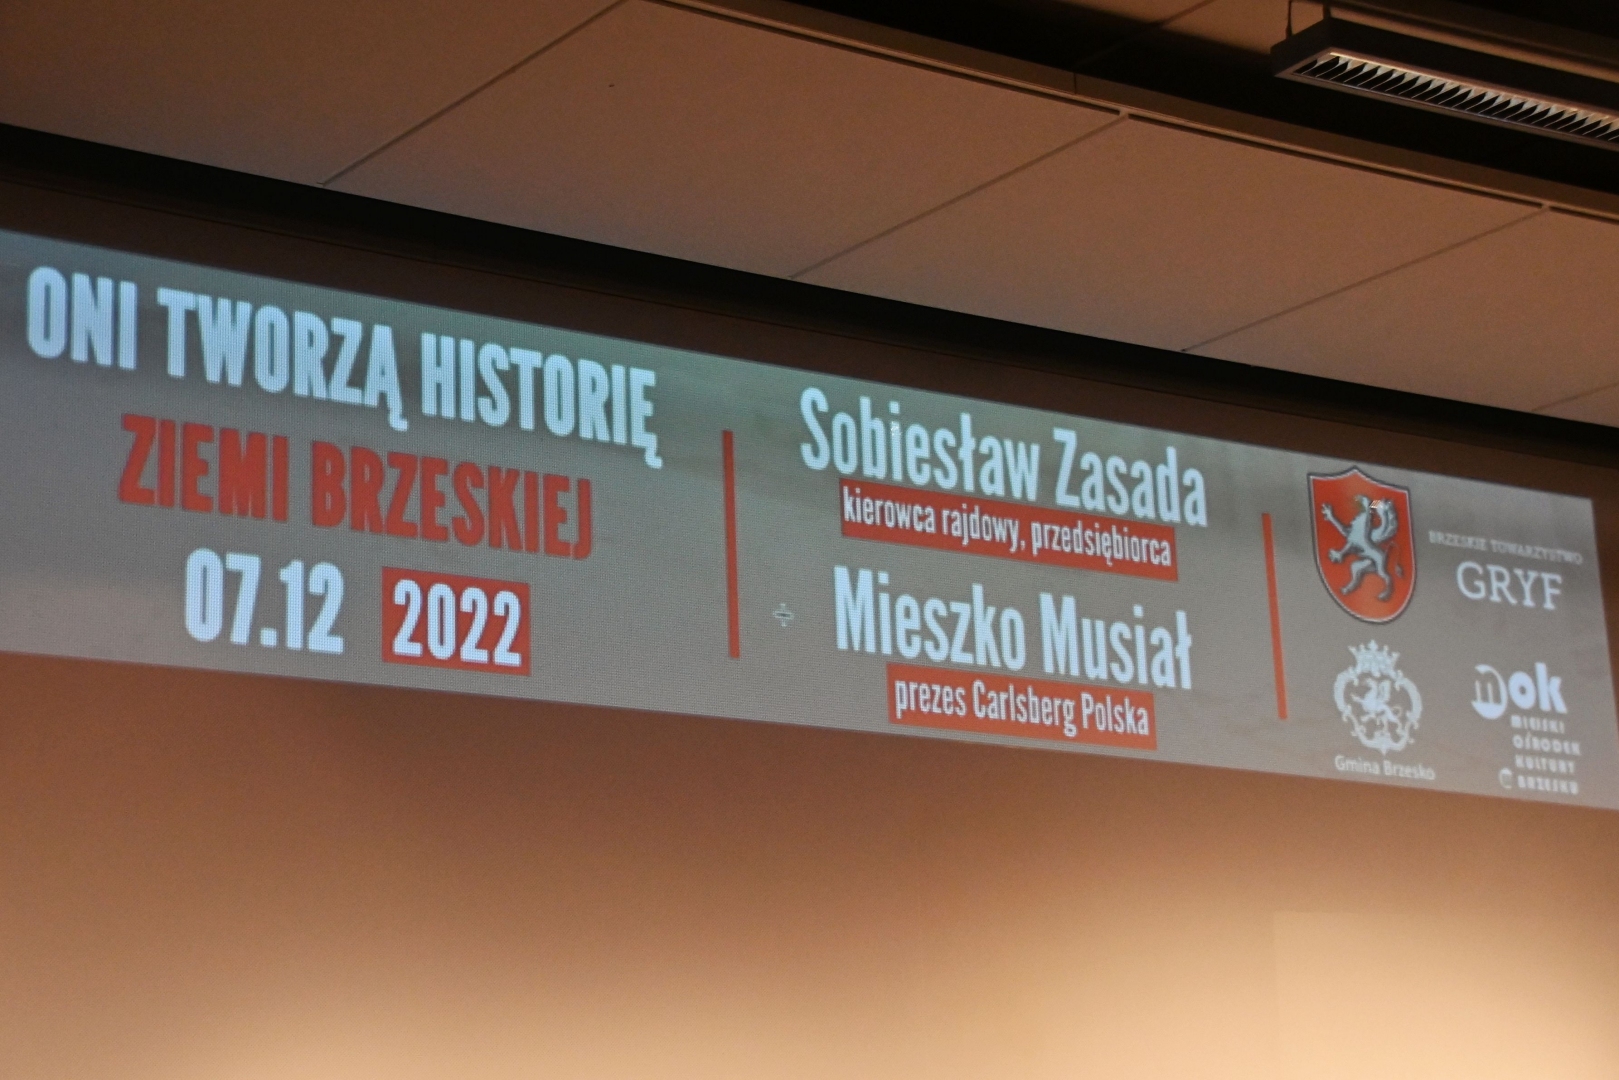 ONI TWORZĄ HISTORIĘ
ZIEMI BRZESKIEJ
07.12 2022
Sobiesław Zasada
kierowca rajdowy, przedsiębiorca
Mieszko Musiał
prezes Carlsberg Polska
BRZESKIE TOWARZYSTWO
GRYF
Gmina Brzesko
mok
MIEJSKI
OŚRODEK
KULTURY
W BRZESKU